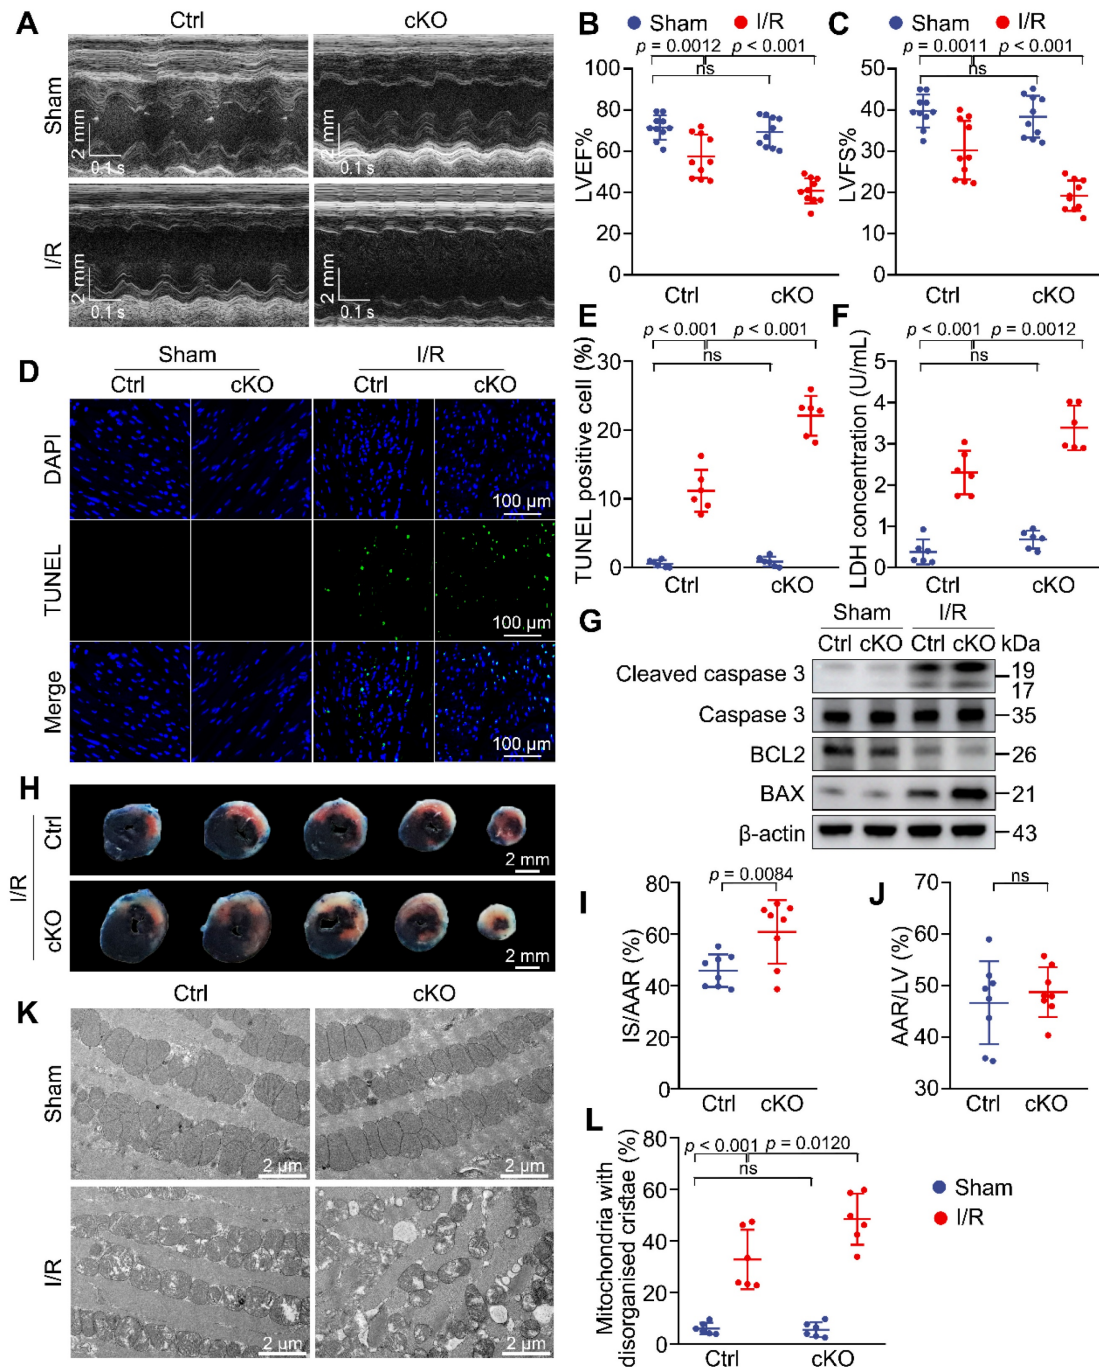 A
Ctrl
cKO
Sham
2 mm
0.1 s
I/R
2 mm
0.1 s
B
Sham
I/R
p = 0.0012
p < 0.001
ns
LVEF%
100
80
60
40
20
0
Ctrl
cKO
C
p = 0.0011
p < 0.001
ns
LVFS%
50
40
30
20
10
0
Ctrl
cKO
D
Sham
I/R
Ctrl
cKO
Ctrl
cKO
DAPI
100 µm
TUNEL
100 µm
Merge
100 µm
E
p < 0.001
p < 0.001
ns
TUNEL positive cell (%)
30
20
10
0
Ctrl
cKO
F
p < 0.001
p = 0.0012
ns
LDH concentration (U/mL)
5
4
3
2
1
0
Ctrl
cKO
G
Sham
I/R
Ctrl cKO Ctrl cKO kDa
Cleaved caspase 3
19
17
Caspase 3
35
BCL2
26
BAX
21
β-actin
43
H
I/R
Ctrl
2 mm
cKO
2 mm
I
p = 0.0084
IS/AAR (%)
80
60
40
20
0
Ctrl
cKO
J
ns
AAR/LV (%)
70
60
50
40
30
Ctrl
cKO
K
Ctrl
cKO
Sham
2 µm
2 µm
I/R
2 µm
2 µm
L
p < 0.001
p = 0.0120
ns
Mitochondria with
disorganised cristae (%)
80
60
40
20
0
Ctrl
cKO
Sham
I/R